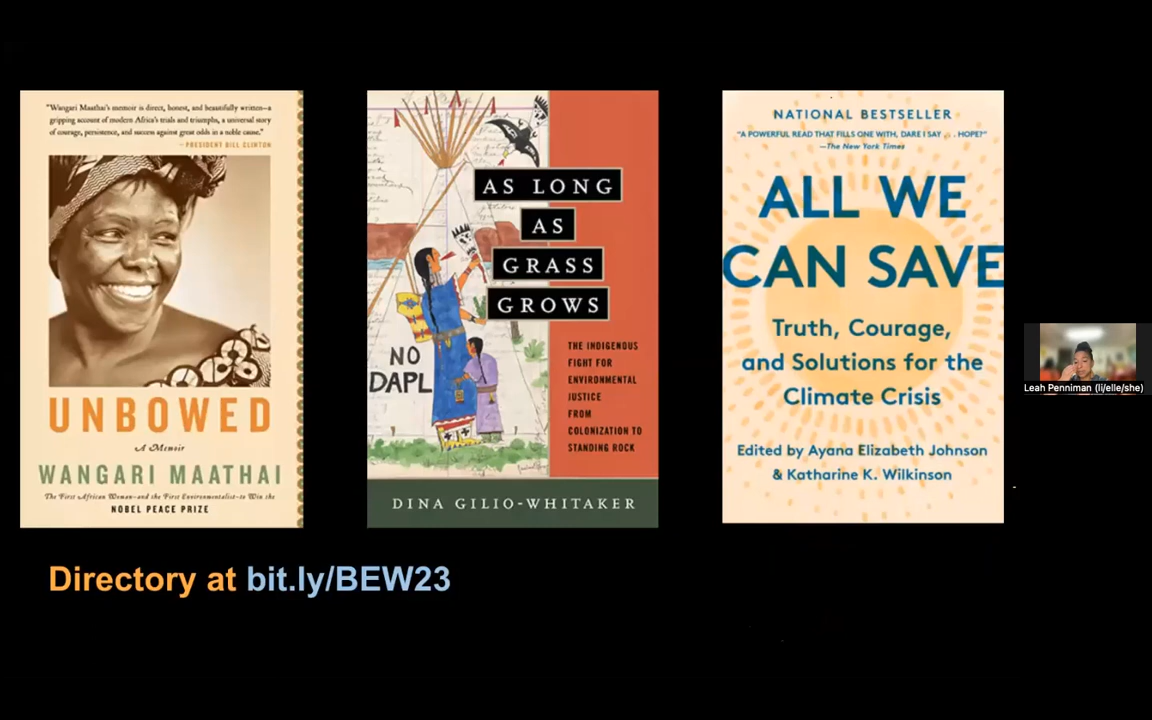 "Wangari Maathai's memoir is direct, honest, and beautifully written—a
gripping account of modern Africa's trials and triumphs, a universal story
of courage, persistence, and success against great odds in a noble cause."
—PRESIDENT BILL CLINTON
UNBOWED
A Memoir
WANGARI MAATHAI
The First African Woman—and the First Environmentalist—to Win the
NOBEL PEACE PRIZE
AS LONG
AS
GRASS
GROWS
NO
DAPL
THE INDIGENOUS
FIGHT FOR
ENVIRONMENTAL
JUSTICE
FROM
COLONIZATION TO
STANDING ROCK
DINA GILIO-WHITAKER
NATIONAL BESTSELLER
"A POWERFUL READ THAT FILLS ONE WITH, DARE I SAY . . . HOPE?"
—The New York Times
ALL WE
CAN SAVE
Truth, Courage,
and Solutions for the
Climate Crisis
Edited by Ayana Elizabeth Johnson
& Katharine K. Wilkinson
Leah Penniman (li/elle/she)
Directory at bit.ly/BEW23